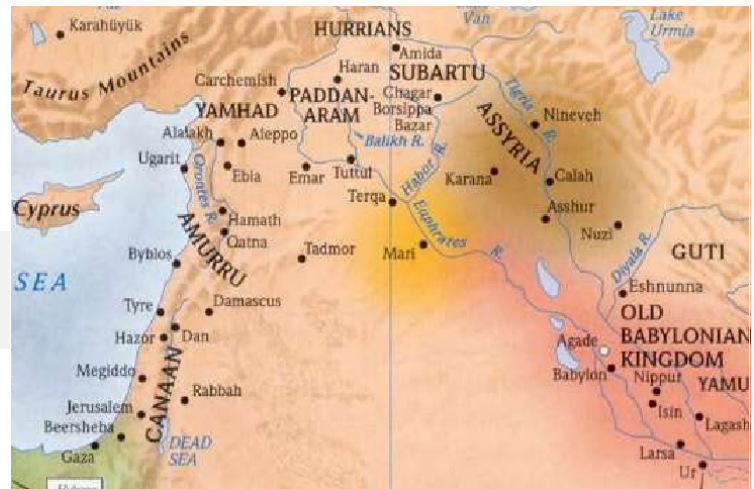 Karahüyük
Taurus Mountains
HURRIANS
Van
Lake
Urmia
Amida
Haran
SUBARTU
Carchemish
PADDAN-
ARAM
Chagar
Borsippa
Bazar
Tigris R.
ASSYRIA
Nineveh
YAMHAD
Alalakh
Aleppo
Balikh R.
Ugarit
Orontes R.
Ebla
Emar
Tuttul
Habor R.
Karana
Calah
Terqa
Asshur
Cyprus
AMURRU
Hamath
Qatna
Euphrates R.
Nuzi
Diyala R.
GUTI
Byblos
Tadmor
Mari
SEA
Eshnunna
Tyre
Damascus
OLD
BABYLONIAN
KINGDOM
Hazor
Dan
Agade
CANAAN
Megiddo
Babylon
Nippur
YAMU
Rabbah
Jerusalem
Isin
Lagash
Beersheba
DEAD
SEA
Gaza
Larsa
Ur